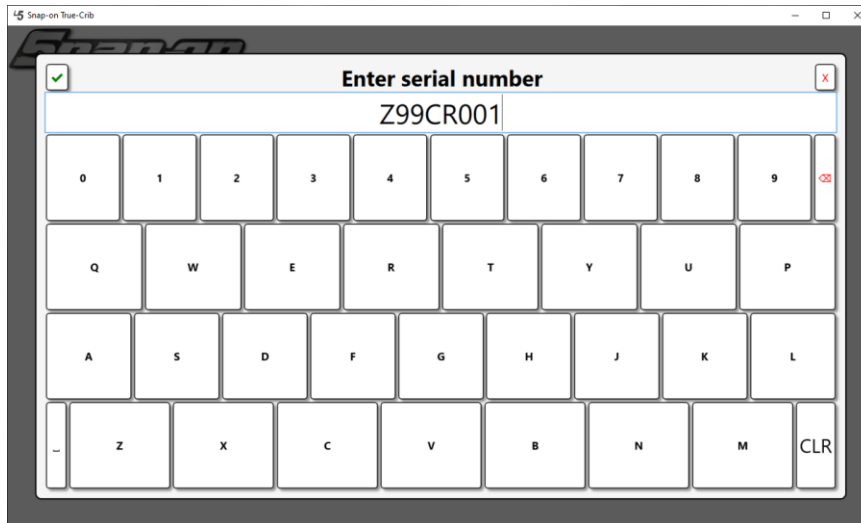 Snap-on True-Crib
Snap-on
Enter serial number
X
Z99CR001
0 1 2 3 4 5 6 7 8 9
Q W E R T Y U P
A S D F G H J K L
Z X C V B N M CLR